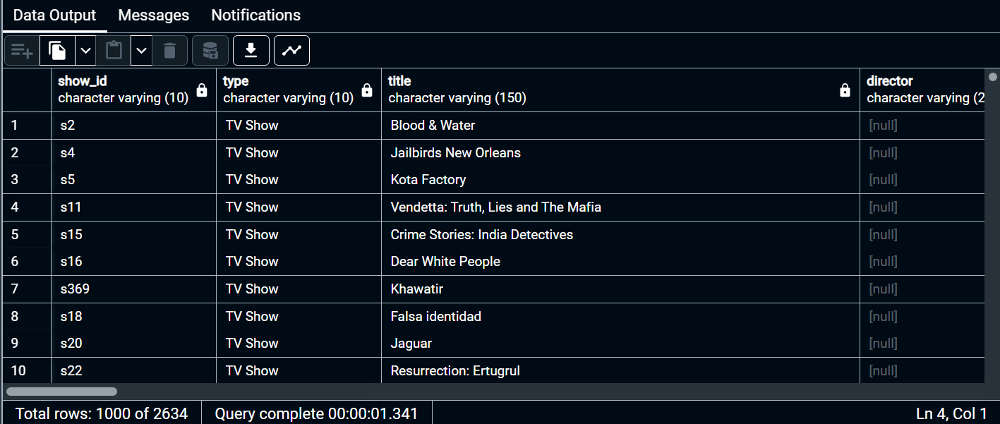 Data Output Messages Notifications
show_id type title director
character varying (10) character varying (10) character varying (150) character varying (2
1 s2 TV Show Blood & Water [null]
2 s4 TV Show Jailbirds New Orleans [null]
3 s5 TV Show Kota Factory [null]
4 s11 TV Show Vendetta: Truth, Lies and The Mafia [null]
5 s15 TV Show Crime Stories: India Detectives [null]
6 s16 TV Show Dear White People [null]
7 s369 TV Show Khawatir [null]
8 s18 TV Show Falsa identidad [null]
9 s20 TV Show Jaguar [null]
10 s22 TV Show Resurrection: Ertugrul [null]
Total rows: 1000 of 2634 Query complete 00:00:01.341 Ln 4, Col 1